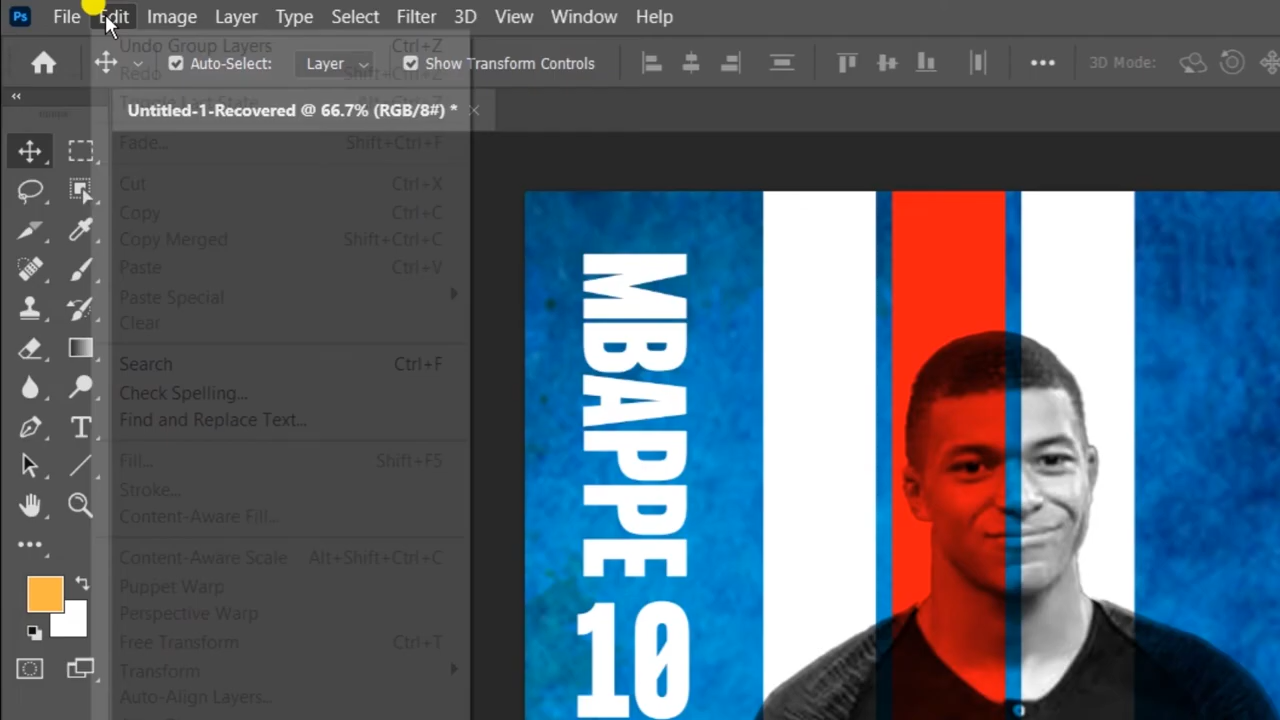 Ps File Edit Image Layer Type Select Filter 3D View Window Help
Auto-Select: Layer Show Transform Controls 3D Mode:
Untitled-1-Recovered @ 66.7% (RGB/8#) *
Undo Group Layers Ctrl+Z
Redo Shift+Ctrl+Z
Fade... Shift+Ctrl+F
Cut Ctrl+X
Copy Ctrl+C
Copy Merged Shift+Ctrl+C
Paste Ctrl+V
Paste Special
Clear
Search Ctrl+F
Check Spelling...
Find and Replace Text...
Fill... Shift+F5
Stroke...
Content-Aware Fill...
Content-Aware Scale Alt+Shift+Ctrl+C
Puppet Warp
Perspective Warp
Free Transform Ctrl+T
Transform
Auto-Align Layers...
MBAPPE
10